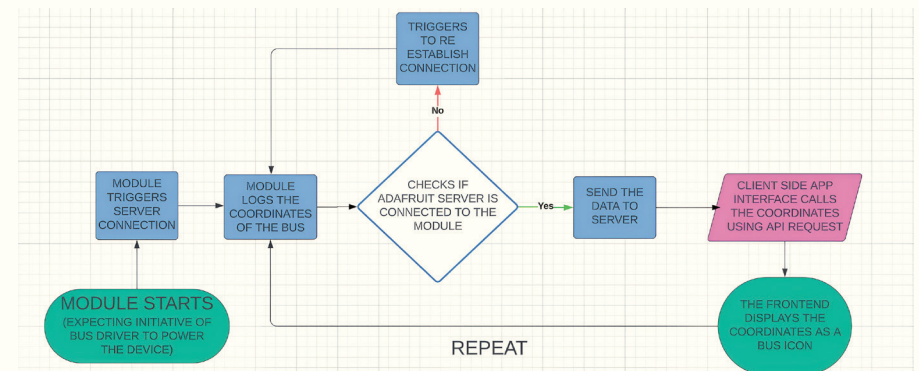 TRIGGERS
TO RE
ESTABLISH
CONNECTION
No
MODULE
TRIGGERS
SERVER
CONNECTION
MODULE
LOGS THE
COORDINATES
OF THE BUS
CHECKS IF
ADAFRUIT SERVER IS
CONNECTED TO THE
MODULE
Yes
SEND THE
DATA TO
SERVER
CLIENT SIDE APP
INTERFACE CALLS
THE COORDINATES
USING API REQUEST
MODULE STARTS
(EXPECTING INITIATIVE OF
BUS DRIVER TO POWER
THE DEVICE)
THE FRONTEND
DISPLAYS THE
COORDINATES AS A
BUS ICON
REPEAT